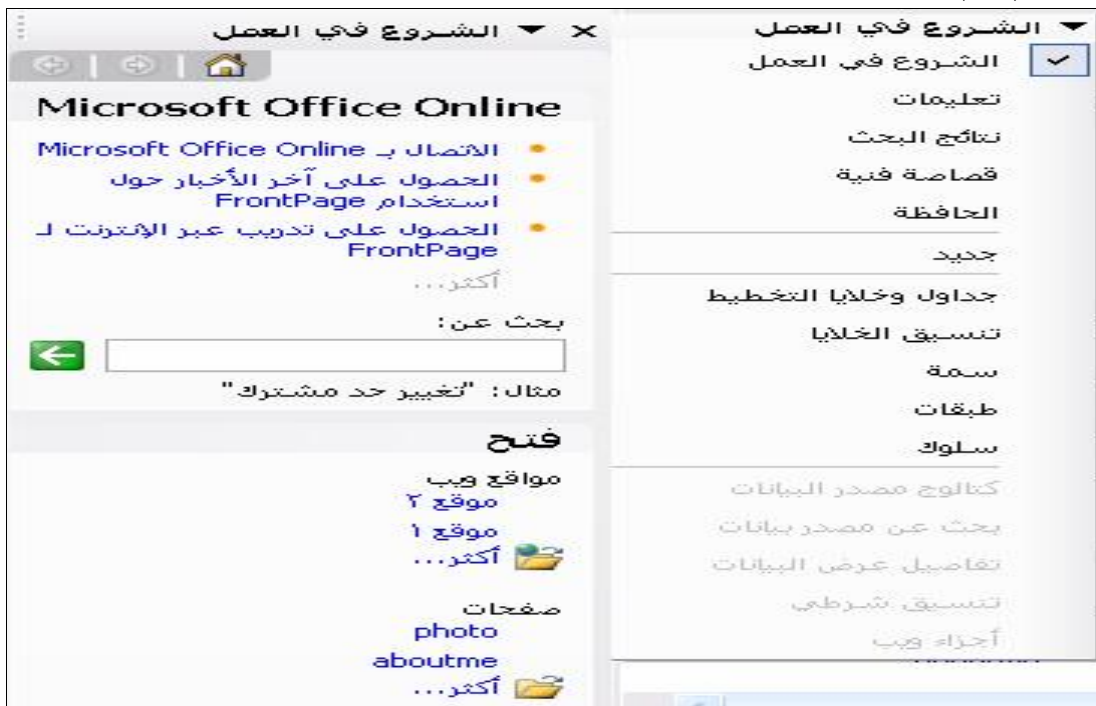 الشروع في العمل
الشروع في العمل
تعليمات
نتائج البحث
قصاصة فنية
الحافظة
جديد
جداول وخلايا التخطيط
تنسيق الخلايا
سمة
طبقات
سلوك
كتالوج مصدر البيانات
بحث عن مصدر بيانات
تفاصيل عرض البيانات
تنسيق شرطي
أجزاء ويب
الشروع في العمل
Microsoft Office Online
الاتصال بـ Microsoft Office Online
الحصول على آخر الأخبار حول
استخدام FrontPage
الحصول على تدريب عبر الإنترنت لـ
FrontPage
أكثر...
بحث عن:
مثال: "تغيير حد مشترك"
فتح
مواقع ويب
موقع ٢
موقع ١
أكثر...
صفحات
photo
aboutme
أكثر...